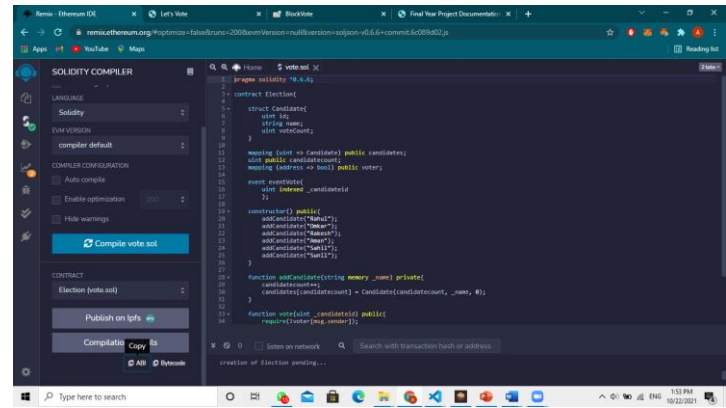 Remix - Ethereum IDE
Let's Vote
BlockVote
Final Year Project Documentatio
remix.ethereum.org/#optimize=false&runs=200&evmVersion=null&version=soljson-v0.6.6+commit.6c089d02.js
Apps
YouTube
Maps
Reading list
SOLIDITY COMPILER
Home
vote.sol
LANGUAGE
Solidity
EVM VERSION
compiler default
COMPILER CONFIGURATION
Auto compile
Enable optimization
200
Hide warnings
Compile vote.sol
CONTRACT
Election (vote.sol)
Publish on Ipfs
Copy
ABI
Bytecode
pragma solidity ^0.6.6;
contract Election{
struct Candidate{
uint id;
string name;
uint voteCount;
}
mapping (uint => Candidate) public candidates;
uint public candidatecount;
mapping (address => bool) public voter;
event eventVote(
uint indexed _candidateid
);
constructor() public{
addCandidate("Rahul");
addCandidate("Omkar");
addCandidate("Rakesh");
addCandidate("Aman");
addCandidate("Sahil");
addCandidate("Sunil");
}
function addCandidate(string memory _name) private{
candidatecount++;
candidates[candidatecount] = Candidate(candidatecount, _name, 0);
}
function vote(uint _candidateid) public{
require(!voter[msg.sender]);
0
listen on network
Search with transaction hash or address
creation of Election pending...
Type here to search
ENG
1:53 PM
10/22/2021